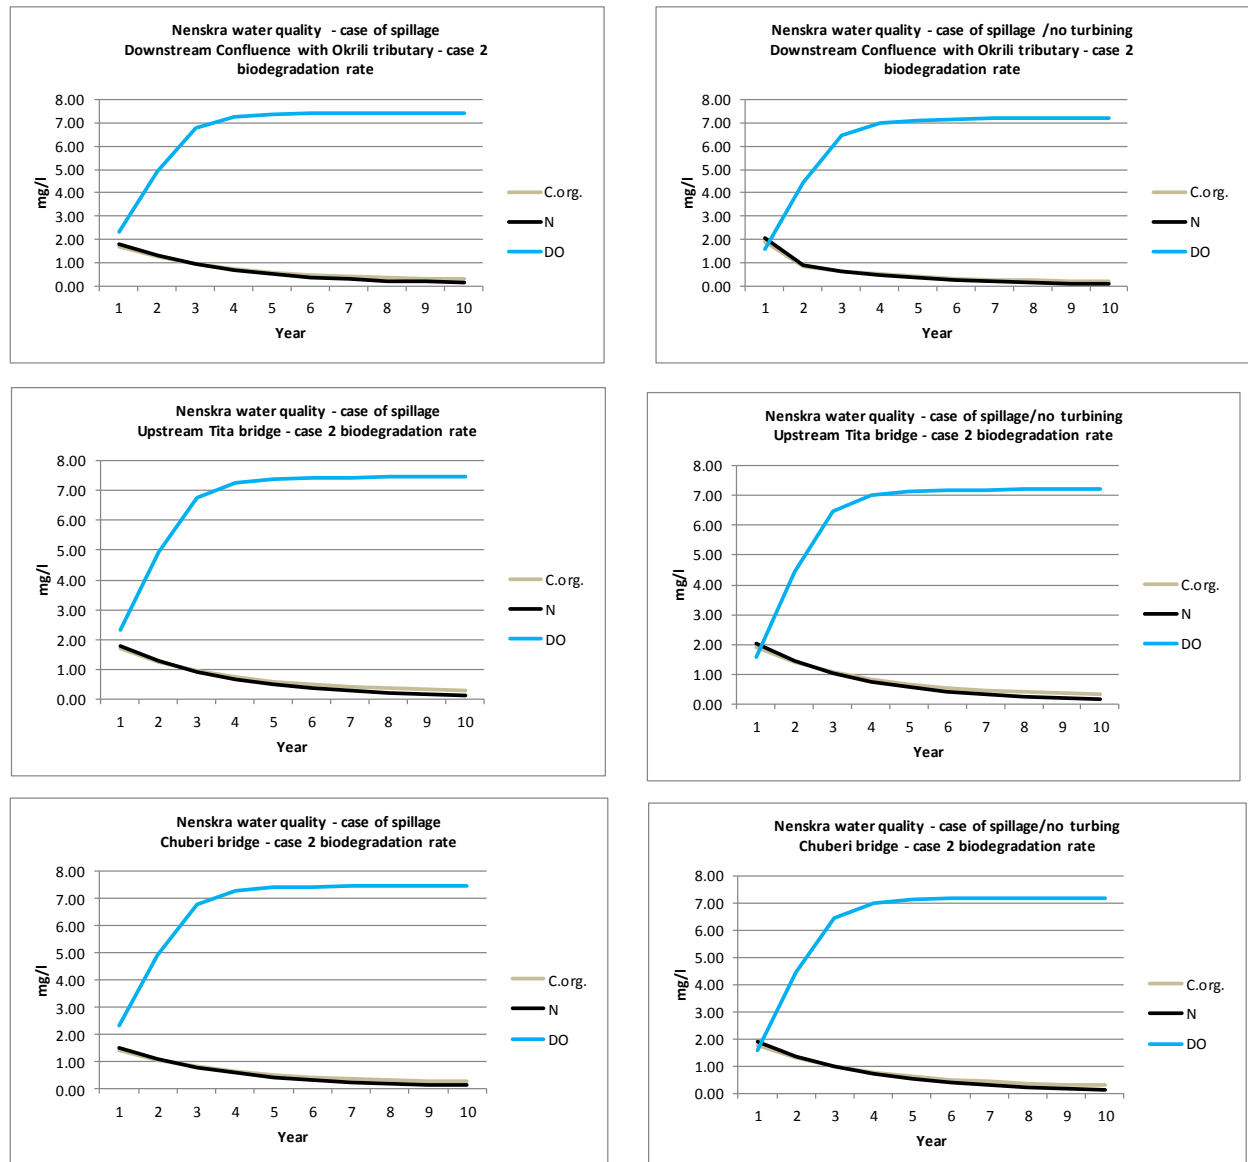 Nenskra water quality - case of spillage
Downstream Confluence with Okrili tributary - case 2
biodegradation rate
8.00
7.00
6.00
5.00
4.00
3.00
2.00
1.00
0.00
mg/l
1 2 3 4 5 6 7 8 9 10
Year
C.org.
N
DO
Nenskra water quality - case of spillage /no turbining
Downstream Confluence with Okrili tributary - case 2
biodegradation rate
8.00
7.00
6.00
5.00
4.00
3.00
2.00
1.00
0.00
mg/l
1 2 3 4 5 6 7 8 9 10
Year
C.org.
N
DO
Nenskra water quality - case of spillage
Upstream Tita bridge - case 2 biodegradation rate
8.00
7.00
6.00
5.00
4.00
3.00
2.00
1.00
0.00
mg/l
1 2 3 4 5 6 7 8 9 10
Year
C.org.
N
DO
Nenskra water quality - case of spillage/no turbining
Upstream Tita bridge - case 2 biodegradation rate
8.00
7.00
6.00
5.00
4.00
3.00
2.00
1.00
0.00
mg/l
1 2 3 4 5 6 7 8 9 10
Year
C.org.
N
DO
Nenskra water quality - case of spillage
Chuberi bridge - case 2 biodegradation rate
8.00
7.00
6.00
5.00
4.00
3.00
2.00
1.00
0.00
mg/l
1 2 3 4 5 6 7 8 9 10
Year
C.org.
N
DO
Nenskra water quality - case of spillage/no turbing
Chuberi bridge - case 2 biodegradation rate
8.00
7.00
6.00
5.00
4.00
3.00
2.00
1.00
0.00
mg/l
1 2 3 4 5 6 7 8 9 10
Year
C.org.
N
DO